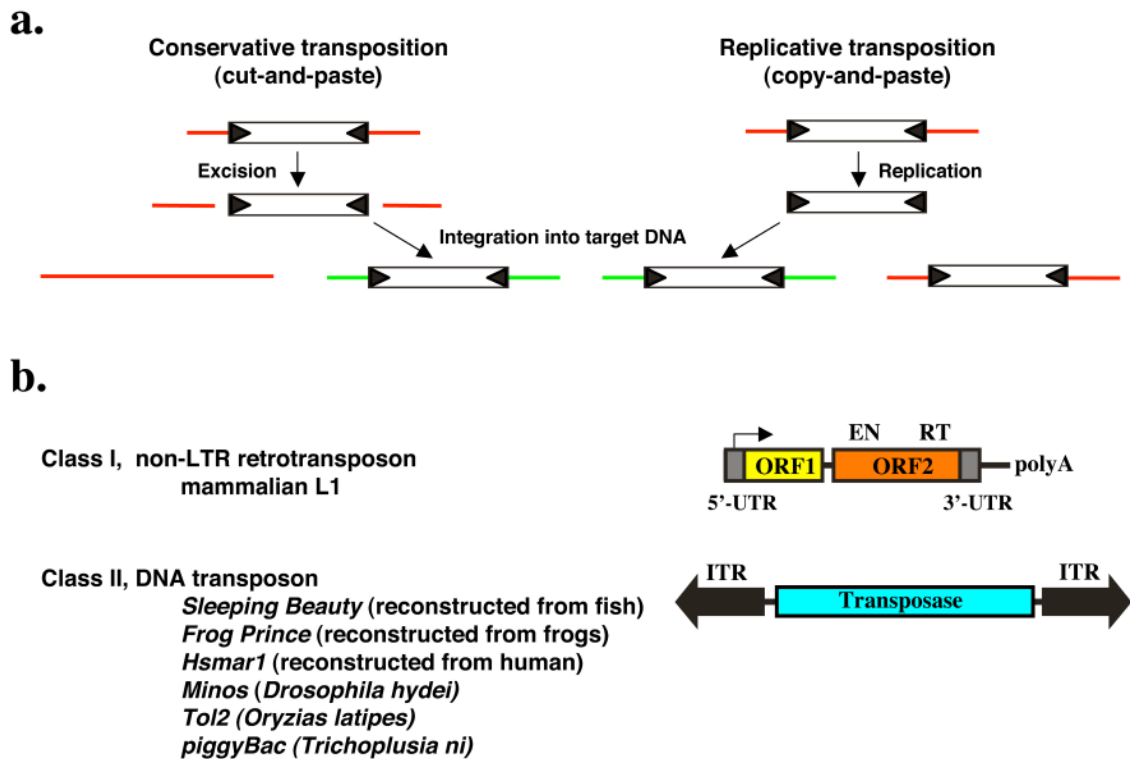 a.
Conservative transposition
(cut-and-paste)
Replicative transposition
(copy-and-paste)
Excision
Replication
Integration into target DNA
b.
Class I, non-LTR retrotransposon
mammalian L1
EN RT
ORF1 ORF2 polyA
5'-UTR 3'-UTR
Class II, DNA transposon
Sleeping Beauty (reconstructed from fish)
Frog Prince (reconstructed from frogs)
Hsmar1 (reconstructed from human)
Minos (Drosophila hydei)
Tol2 (Oryzias latipes)
piggyBac (Trichoplusia ni)
ITR ITR
Transposase